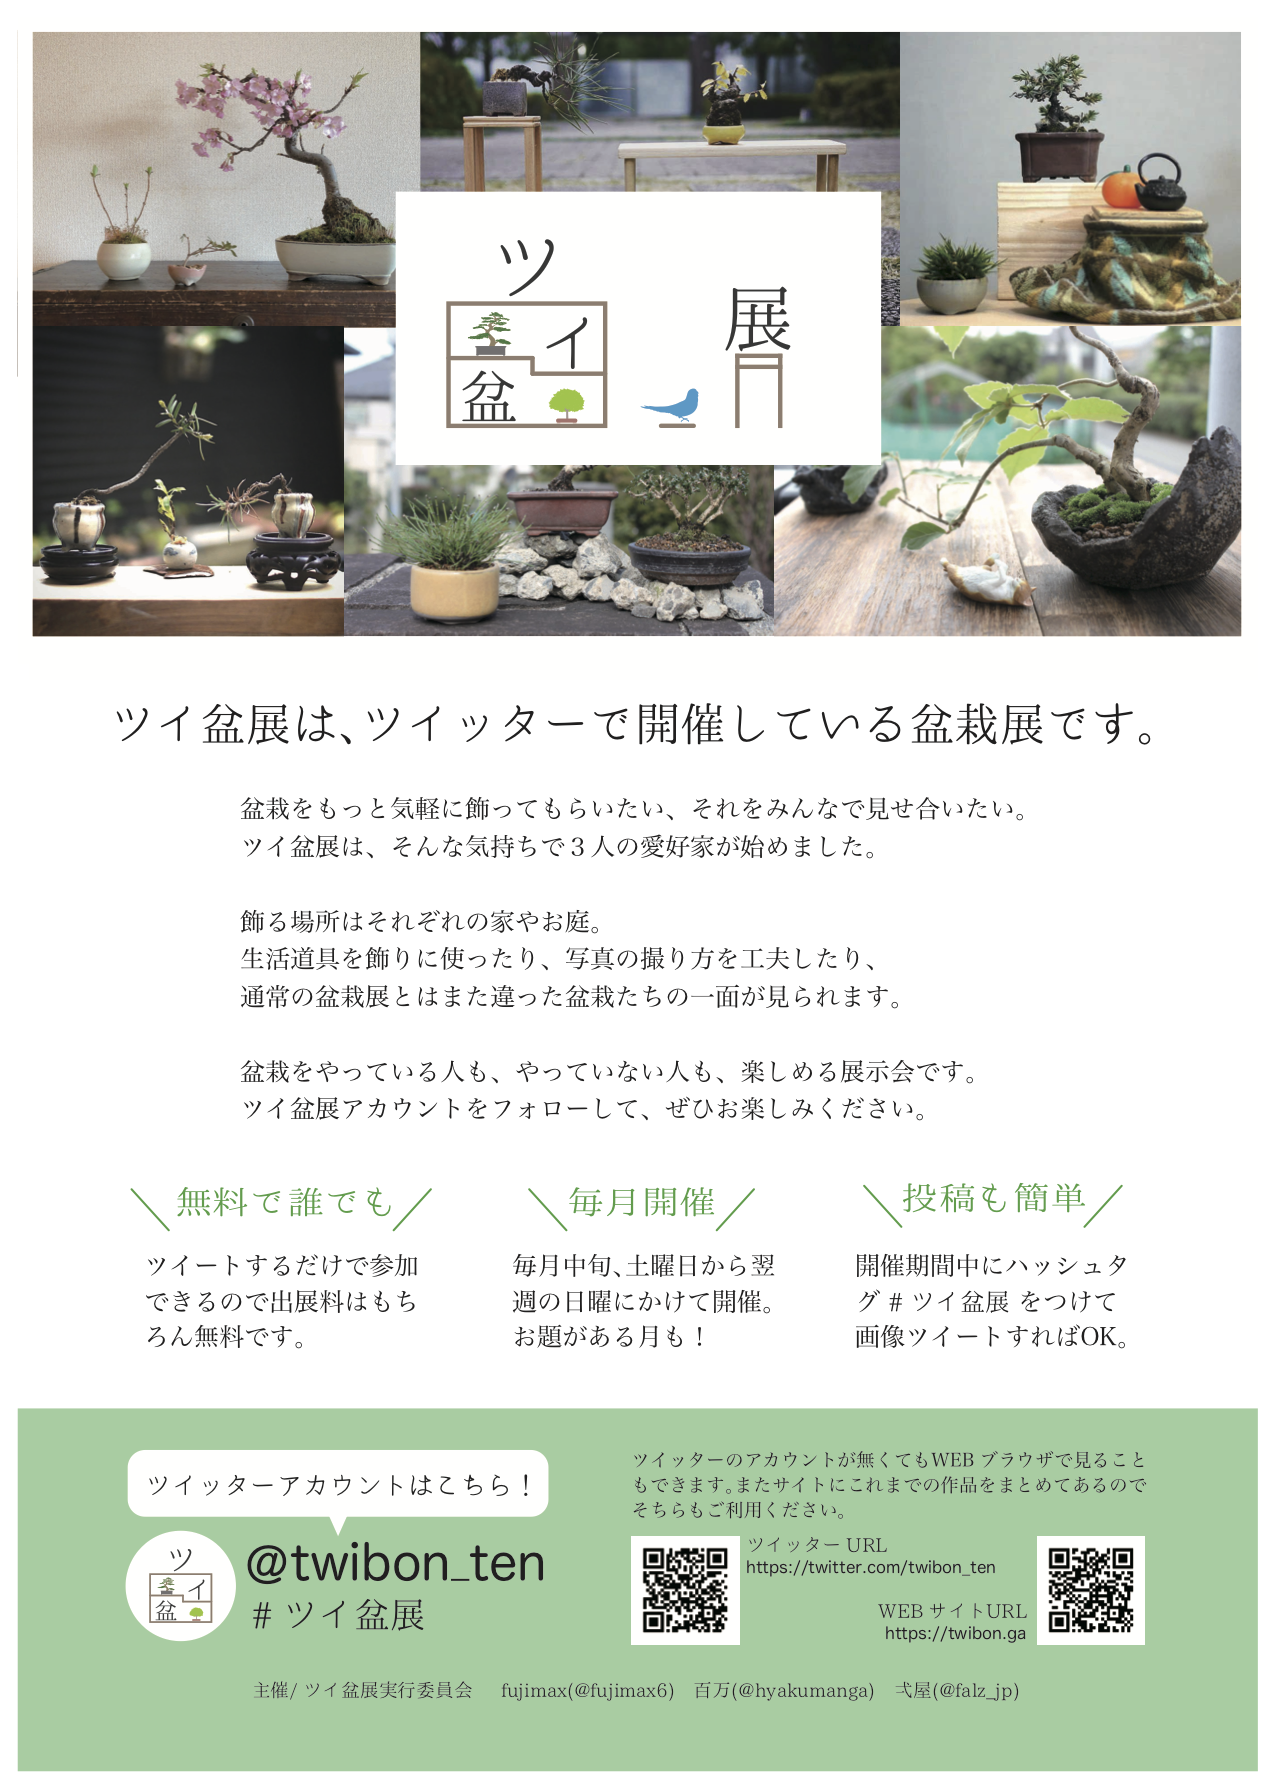 ツイ盆 展
ツイ盆展は、ツイッターで開催している盆栽展です。
盆栽をもっと気軽に飾ってもらいたい、それをみんなで見せ合いたい。
ツイ盆展は、そんな気持ちで３人の愛好家が始めました。
飾る場所はそれぞれの家やお庭。
生活道具を飾りに使ったり、写真の撮り方を工夫したり、
通常の盆栽展とはまた違った盆栽たちの一面が見られます。
盆栽をやっている人も、やっていない人も、楽しめる展示会です。
ツイ盆展アカウントをフォローして、ぜひお楽しみください。
無料で誰でも
ツイートするだけで参加
できるので出展料はもち
ろん無料です。
毎月開催
毎月中旬、土曜日から翌
週の日曜にかけて開催。
お題がある月も！
投稿も簡単
開催期間中にハッシュタ
グ # ツイ盆展 をつけて
画像ツイートすればOK。
ツイッターアカウントはこちら！
ツイ盆
@twibon_ten
# ツイ盆展
ツイッターのアカウントが無くてもWEB ブラウザで見ること
もできます。またサイトにこれまでの作品をまとめてあるので
そちらもご利用ください。
ツイッター URL
https://twitter.com/twibon_ten
WEB サイトURL
https://twibon.ga
主催/ ツイ盆展実行委員会 fujimax(@fujimax6) 百万(@hyakumanga) 弌屋(@falz_jp)